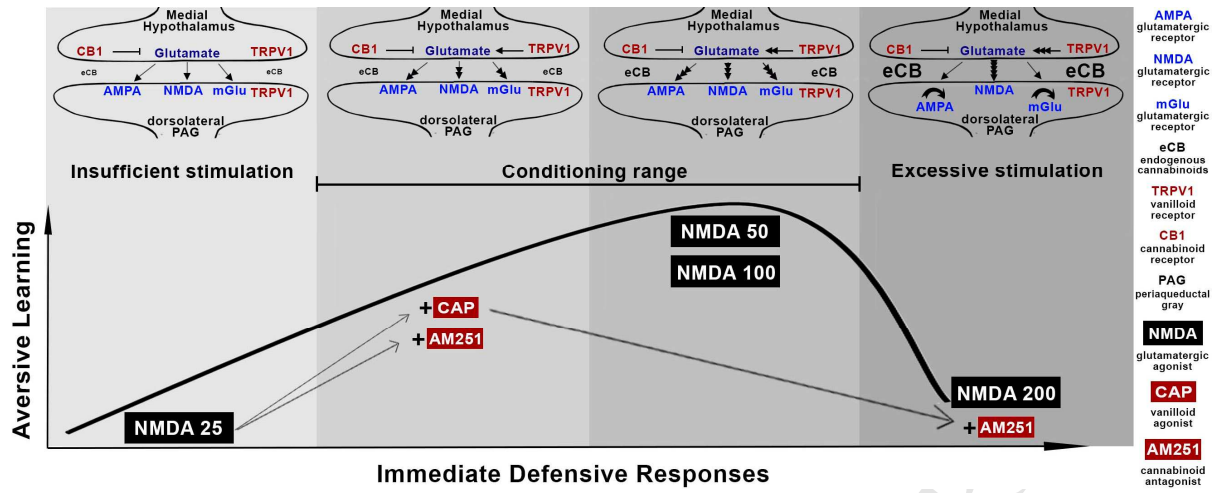 Medial
Hypothalamus
CB1 Glutamate TRPV1
eCB eCB
AMPA NMDA mGlu TRPV1
dorsolateral
PAG
Medial
Hypothalamus
CB1 Glutamate TRPV1
eCB eCB
AMPA NMDA mGlu TRPV1
dorsolateral
PAG
Medial
Hypothalamus
CB1 Glutamate TRPV1
eCB eCB
AMPA NMDA mGlu TRPV1
dorsolateral
PAG
Medial
Hypothalamus
CB1 Glutamate TRPV1
eCB eCB
AMPA NMDA mGlu TRPV1
dorsolateral
PAG
Insufficient stimulation
Conditioning range
Excessive stimulation
Aversive Learning
NMDA 50
NMDA 100
+ CAP
+ AM251
NMDA 25
NMDA 200
+ AM251
Immediate Defensive Responses
AMPA
glutamatergic
receptor
NMDA
glutamatergic
receptor
mGlu
glutamatergic
receptor
eCB
endogenous
cannabinoids
TRPV1
vanilloid
receptor
CB1
cannabinoid
receptor
PAG
periaqueductal
gray
NMDA
glutamatergic
agonist
CAP
vanilloid
agonist
AM251
cannabinoid
antagonist